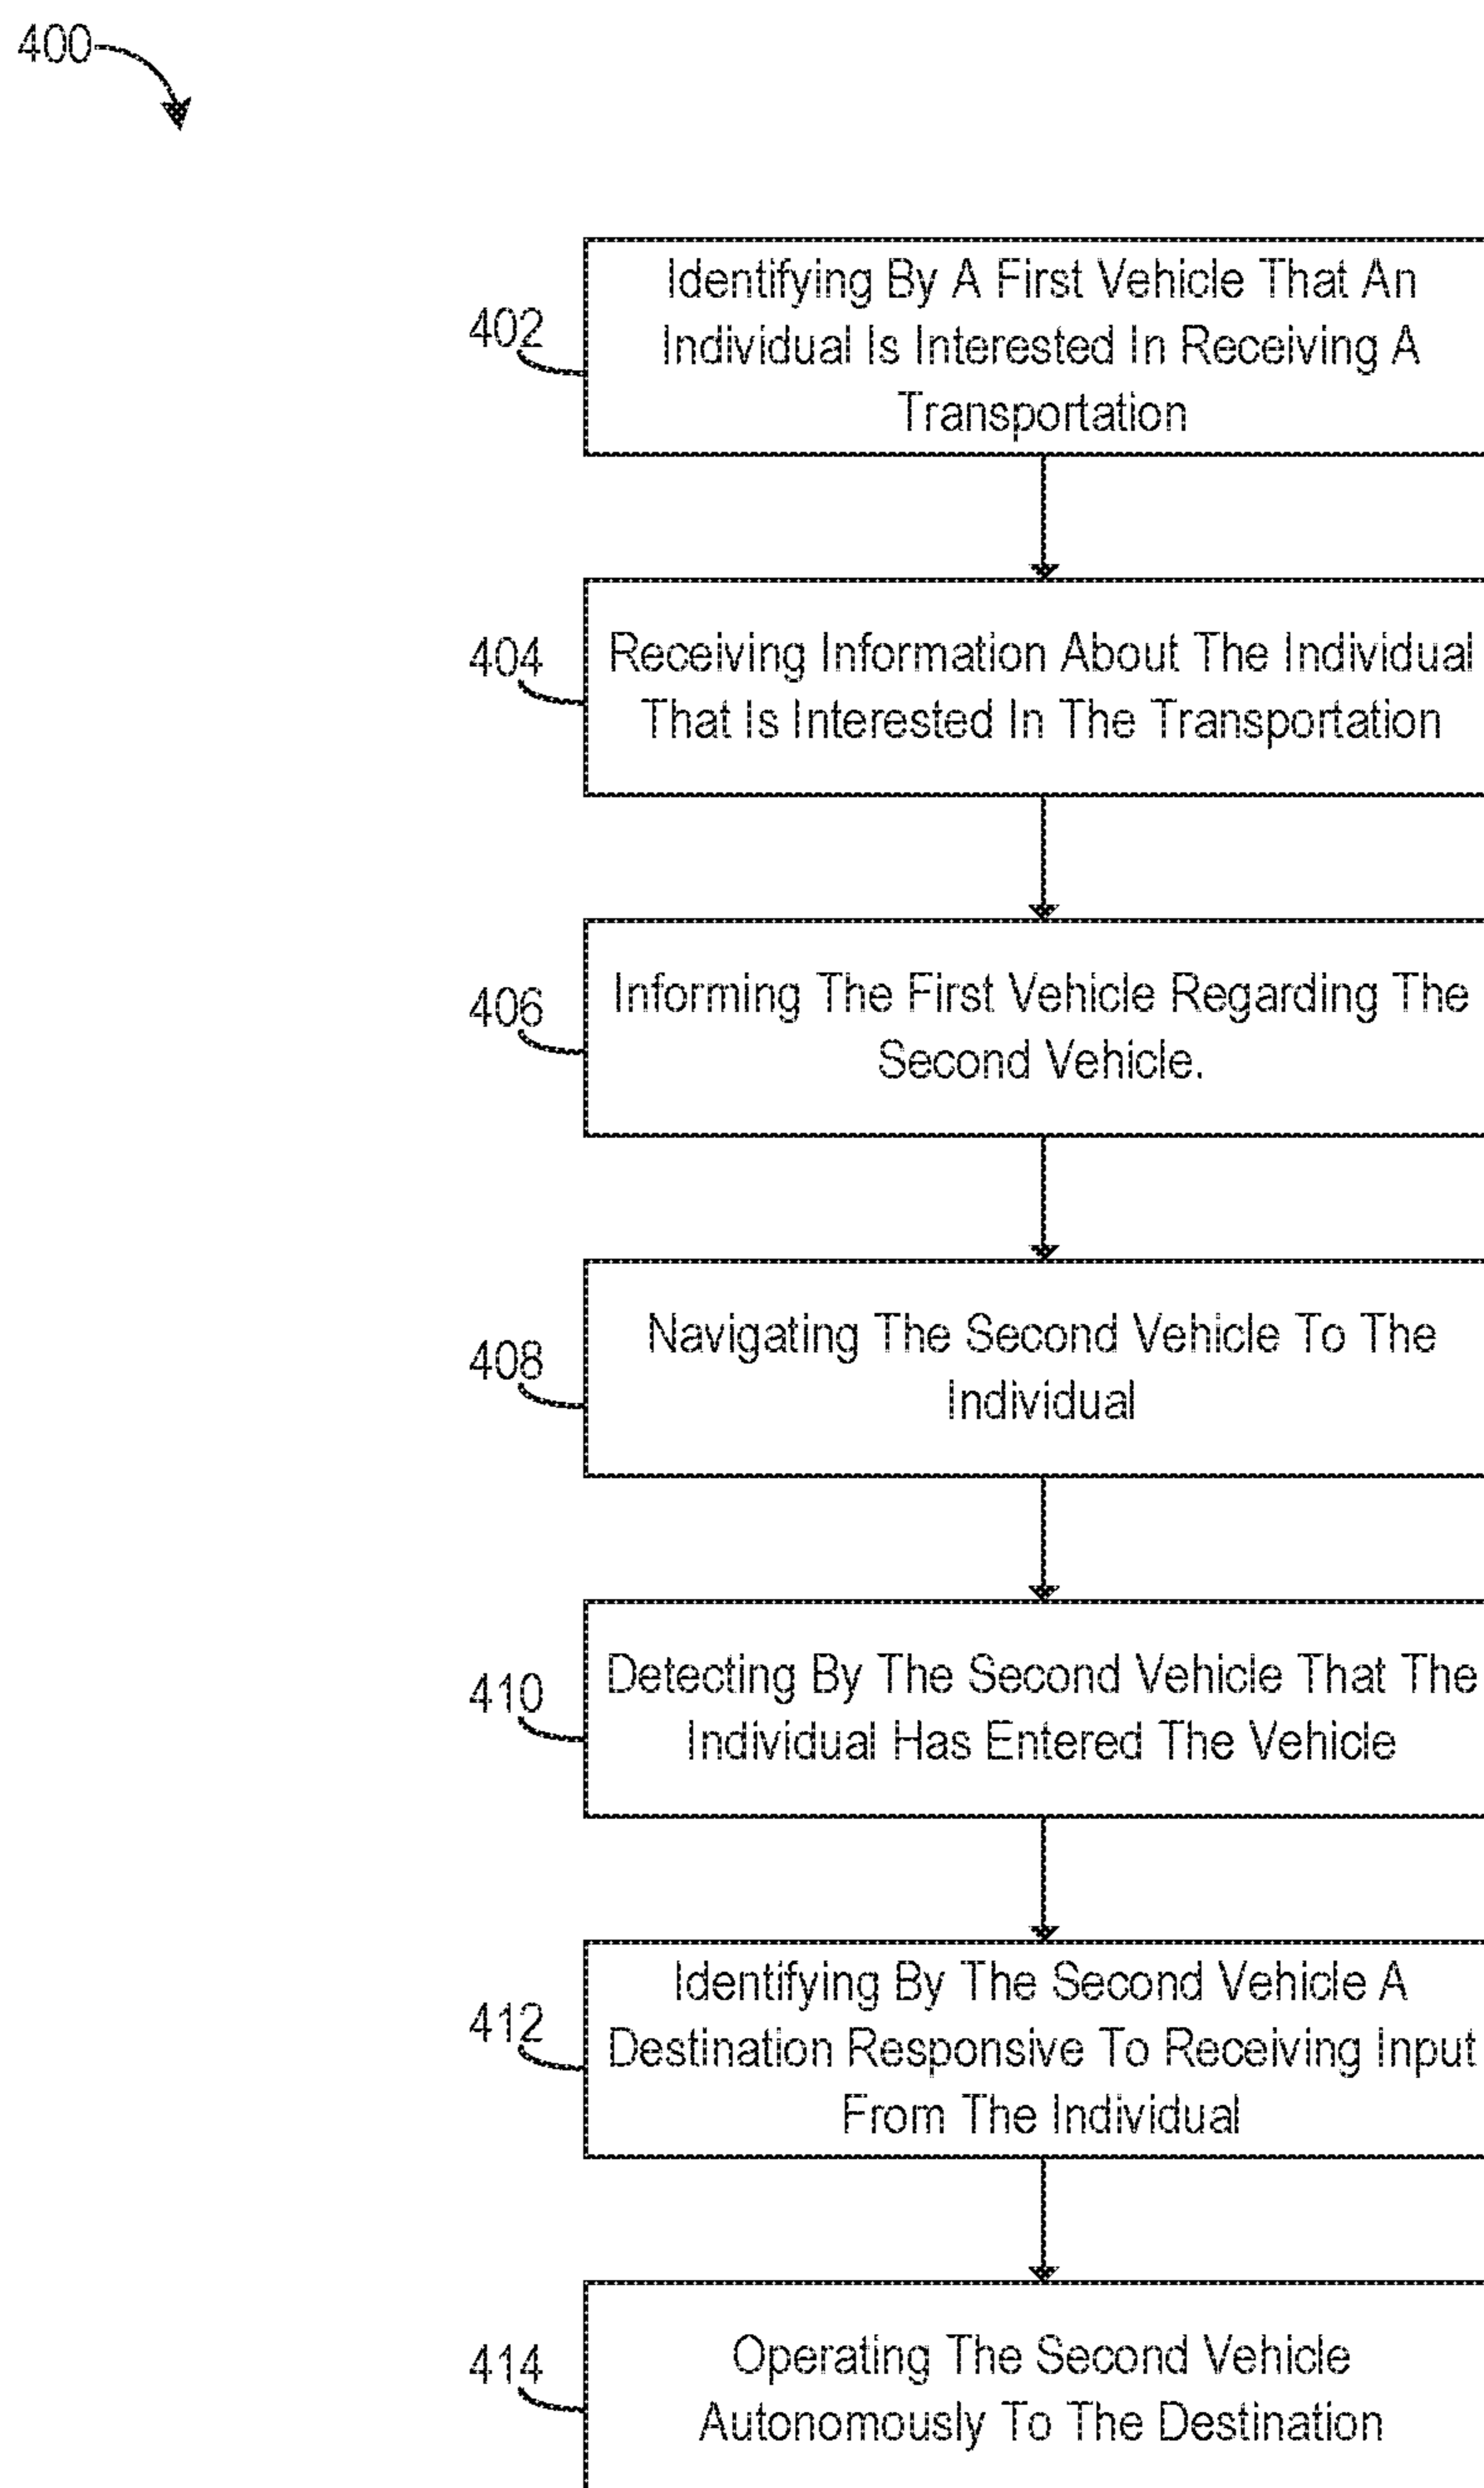 400
402
Identifying By A First Vehicle That An
Individual Is Interested In Receiving A
Transportation
404
Receiving Information About The Individual
That Is Interested In The Transportation
406
Informing The First Vehicle Regarding The
Second Vehicle.
408
Navigating The Second Vehicle To The
Individual
410
Detecting By The Second Vehicle That The
Individual Has Entered The Vehicle
412
Identifying By The Second Vehicle A
Destination Responsive To Receiving Input
From The Individual
414
Operating The Second Vehicle
Autonomously To The Destination